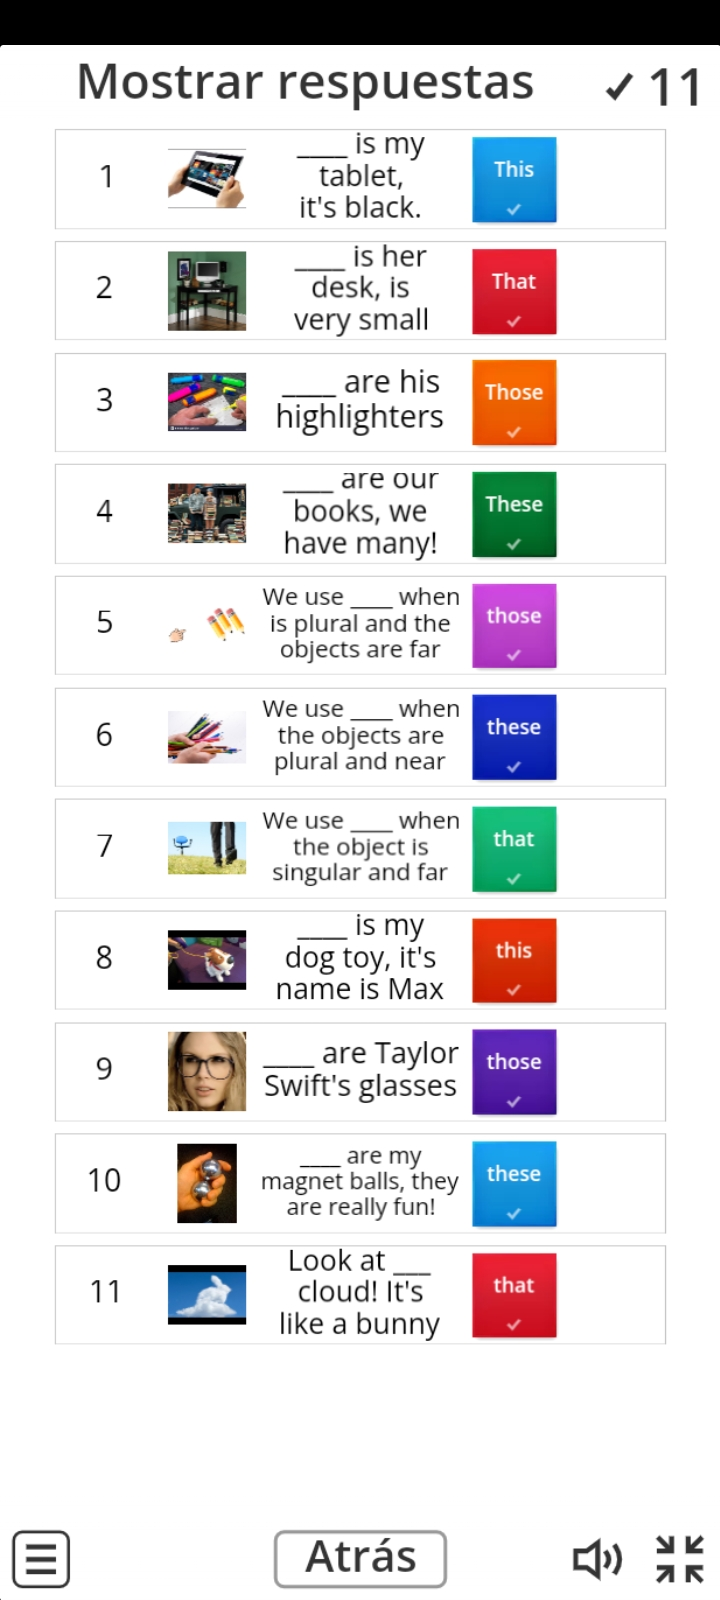 Mostrar respuestas ✓ 11
1
____ is my
tablet,
it's black.
This
2
____ is her
desk, is
very small
That
3
____ are his
highlighters
Those
4
____ are our
books, we
have many!
These
5
We use ____ when
is plural and the
objects are far
those
6
We use ____ when
the objects are
plural and near
these
7
We use ____ when
the object is
singular and far
that
8
____ is my
dog toy, it's
name is Max
this
9
____ are Taylor
Swift's glasses
those
10
____ are my
magnet balls, they
are really fun!
these
11
Look at ___
cloud! It's
like a bunny
that
Atrás